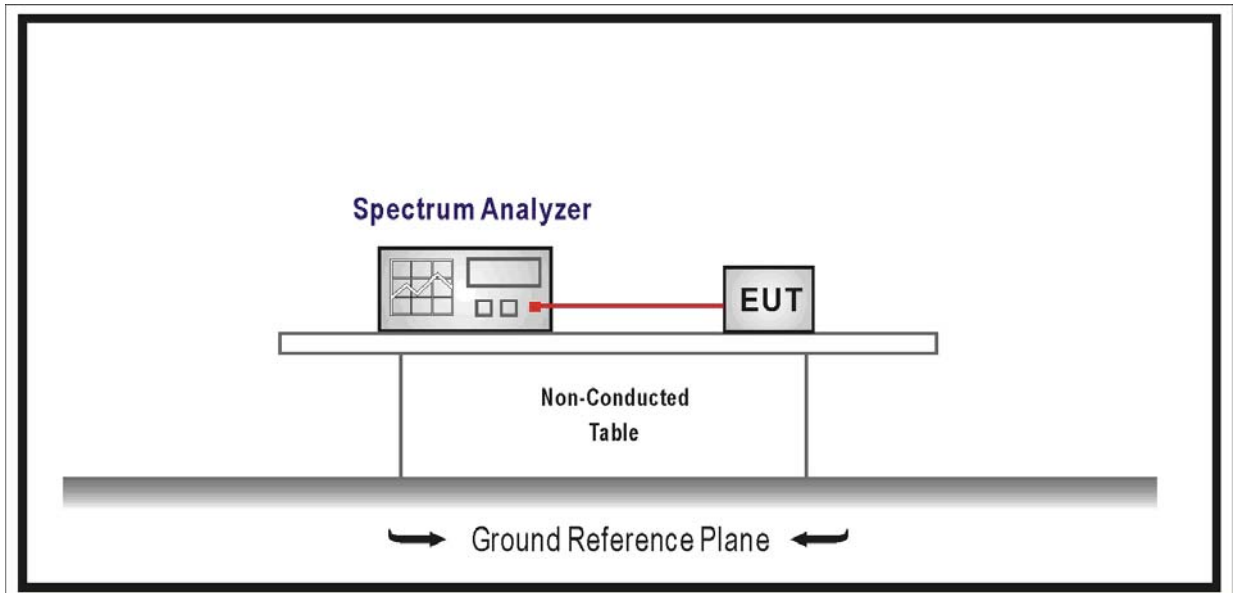 Spectrum Analyzer
EUT
Non-Conducted
Table
Ground Reference Plane